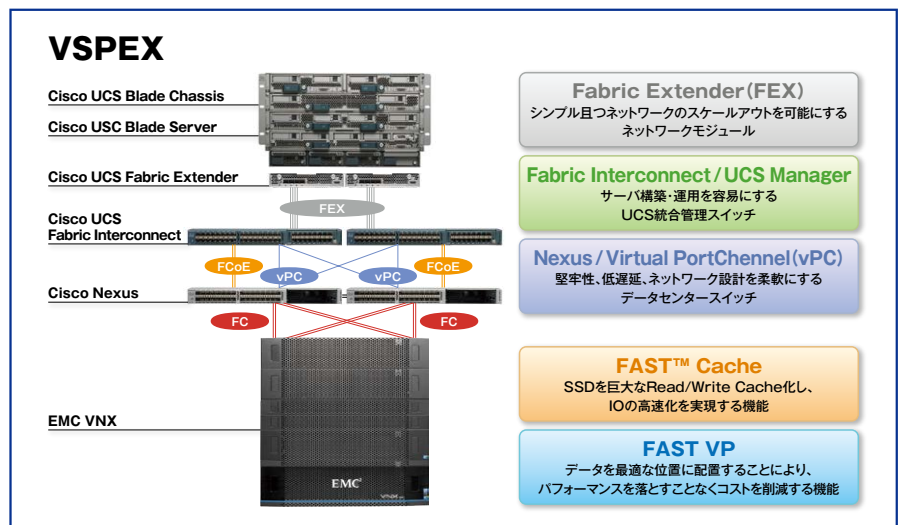 VSPEX
Cisco UCS Blade Chassis
Cisco USC Blade Server
Cisco UCS Fabric Extender
FEX
Cisco UCS
Fabric Interconnect
FCoE
vPC
vPC
FCoE
Cisco Nexus
FC
FC
EMC VNX
EMC²
VNX
Fabric Extender(FEX)
シンプル且つネットワークのスケールアウトを可能にする
ネットワークモジュール
Fabric Interconnect/UCS Manager
サーバ構築・運用を容易にする
UCS統合管理スイッチ
Nexus/Virtual PortChannel(vPC)
堅牢性、低遅延、ネットワーク設計を柔軟にする
データセンタースイッチ
FAST™ Cache
SSDを巨大なRead/Write Cache化し、
IOの高速化を実現する機能
FAST VP
データを最適な位置に配置することにより、
パフォーマンスを落とすことなくコストを削減する機能